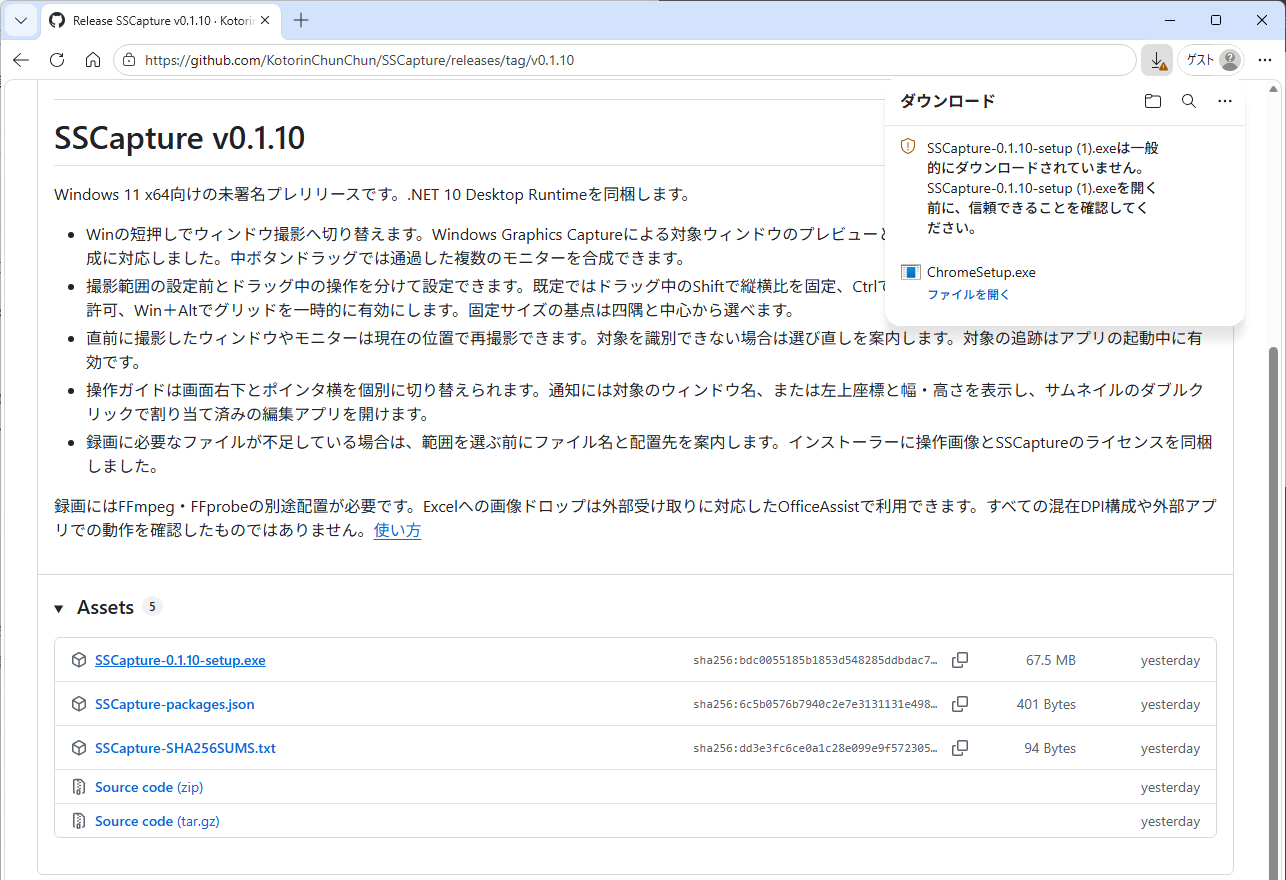 Release SSCapture v0.1.10 · Kotorin
https://github.com/KotorinChunChun/SSCapture/releases/tag/v0.1.10
ゲスト
ダウンロード
SSCapture-0.1.10-setup (1).exeは一般
的にダウンロードされていません。
SSCapture-0.1.10-setup (1).exeを開く
前に、信頼できることを確認してく
ださい。
ChromeSetup.exe
ファイルを開く
SSCapture v0.1.10
Windows 11 x64向けの未署名プレリリースです。.NET 10 Desktop Runtimeを同梱します。
Winの短押しでウィンドウ撮影へ切り替えます。Windows Graphics Captureによる対象ウィンドウのプレビューと
成に対応しました。中ボタンドラッグでは通過した複数のモニターを合成できます。
撮影範囲の設定前とドラッグ中の操作を分けて設定できます。既定ではドラッグ中のShiftで縦横比を固定、Ctrlで
許可、Win＋Altでグリッドを一時的に有効にします。固定サイズの基点は四隅と中心から選べます。
直前に撮影したウィンドウやモニターは現在の位置で再撮影できます。対象を識別できない場合は選び直しを案内します。対象の追跡はアプリの起動中に有
効です。
操作ガイドは画面右下とポインタ横を個別に切り替えられます。通知には対象のウィンドウ名、または左上座標と幅・高さを表示し、サムネイルのダブルク
リックで割り当て済みの編集アプリを開けます。
録画に必要なファイルが不足している場合は、範囲を選ぶ前にファイル名と配置先を案内します。インストーラーに操作画像とSSCaptureのライセンスを同梱
しました。
録画にはFFmpeg・FFprobeの別途配置が必要です。Excelへの画像ドロップは外部受け取りに対応したOfficeAssistで利用できます。すべての混在DPI構成や外部アプ
リでの動作を確認したものではありません。使い方
Assets 5
SSCapture-0.1.10-setup.exe sha256:bdc0055185b1853d548285ddbdac7… 67.5 MB yesterday
SSCapture-packages.json sha256:6c5b0576b7940c2e7e3131131e498… 401 Bytes yesterday
SSCapture-SHA256SUMS.txt sha256:dd3e3fc6ce0a1c28e099e9f572305… 94 Bytes yesterday
Source code (zip) yesterday
Source code (tar.gz) yesterday